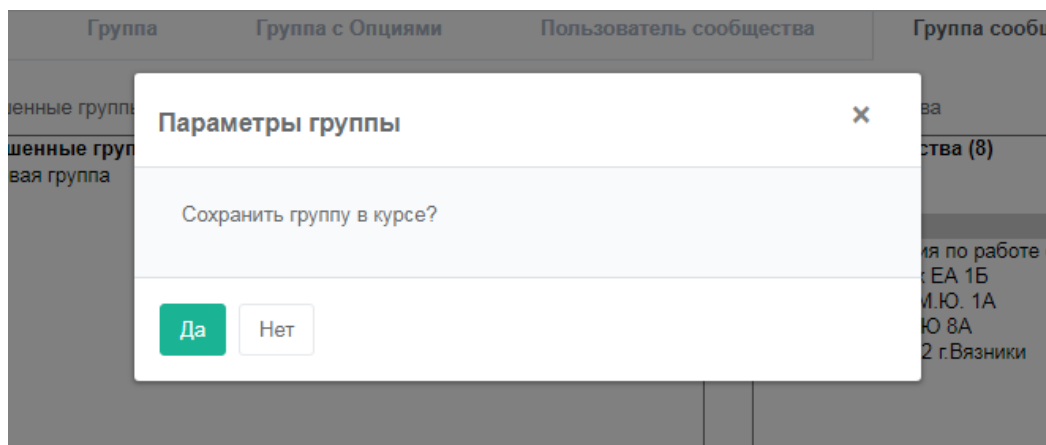 Группа Группа с Опциями Пользователь сообщества Группа сообщ
Параметры группы ×
шенные группы ва
шенные груп ства (8)
вая группа
Сохранить группу в курсе?
ия по работе
ЕА 1Б
М.Ю. 1А
Ю 8А
2 г.Вязники
Да Нет